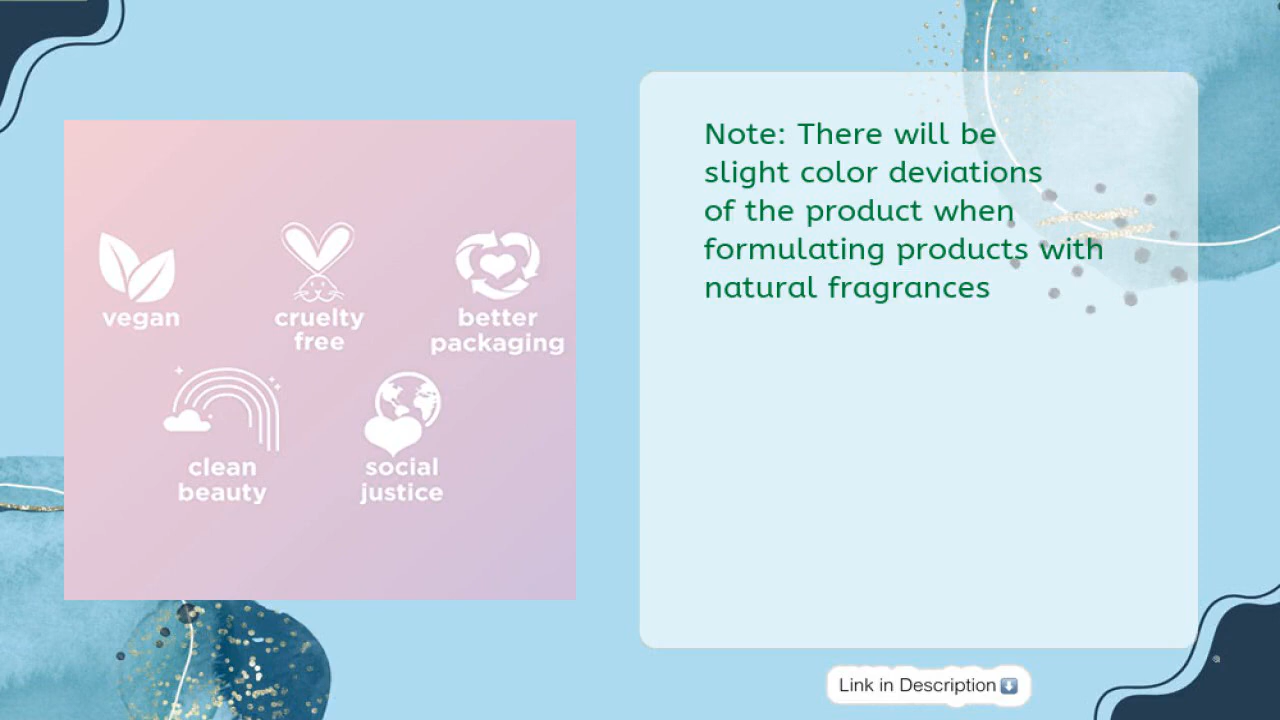 vegan
cruelty
free
better
packaging
clean
beauty
social
justice
Note: There will be
slight color deviations
of the product when
formulating products with
natural fragrances
Link in Description⬇️